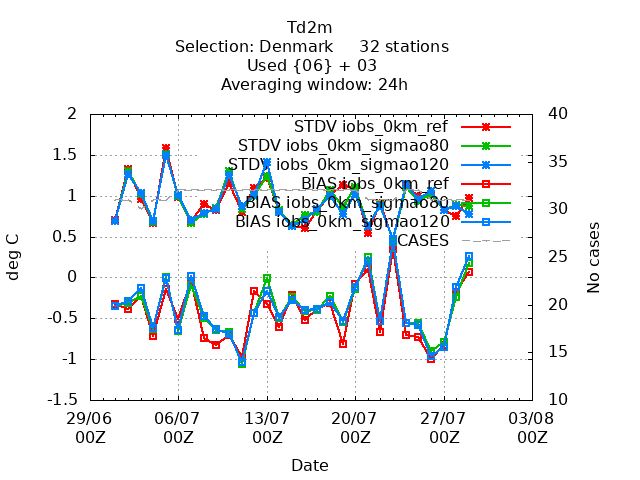 Td2m
Selection: Denmark 32 stations
Used {06} + 03
Averaging window: 24h
STDV iobs_0km_ref
STDV iobs_0km_sigmao80
STDV iobs_0km_sigmao120
BIAS iobs_0km_ref
BIAS iobs_0km_sigmao80
BIAS iobs_0km_sigmao120
CASES
deg C
2
1.5
1
0.5
0
-0.5
-1
-1.5
No cases
40
35
30
25
20
15
10
29/06 06/07 13/07 20/07 27/07 03/08
00Z 00Z 00Z 00Z 00Z 00Z
Date